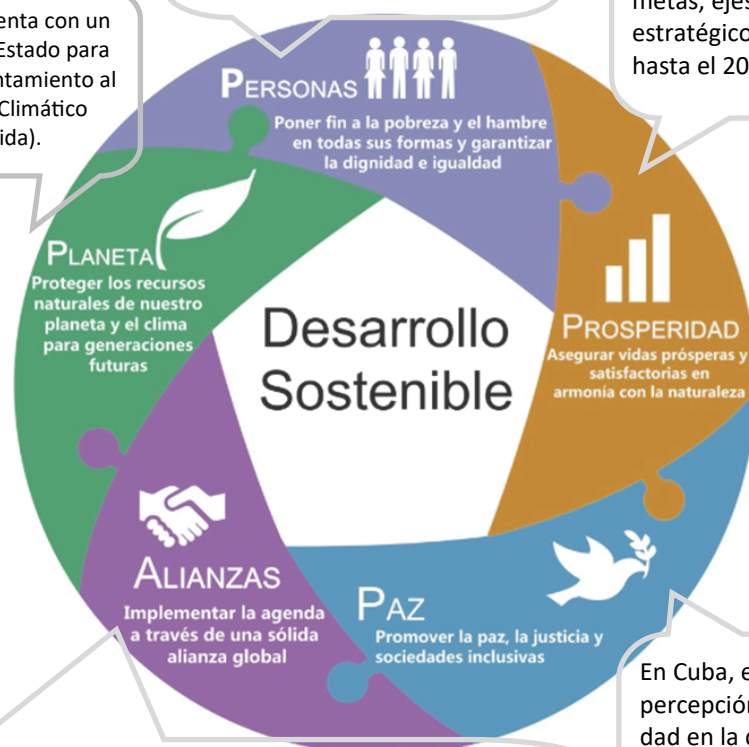 enta con un
Estado para
ntamiento al
Climático
ida).
metas, ejes
estratégico
hasta el 20
PERSONAS
Poner fin a la pobreza y el hambre
en todas sus formas y garantizar
la dignidad e igualdad
PLANETA
Proteger los recursos
naturales de nuestro
planeta y el clima
para generaciones
futuras
Desarrollo
Sostenible
PROSPERIDAD
Asegurar vidas prósperas y
satisfactorias en
armonía con la naturaleza
ALIANZAS
Implementar la agenda
a través de una sólida
alianza global
PAZ
Promover la paz, la justicia y
sociedades inclusivas
En Cuba, e
percepción
dad en la